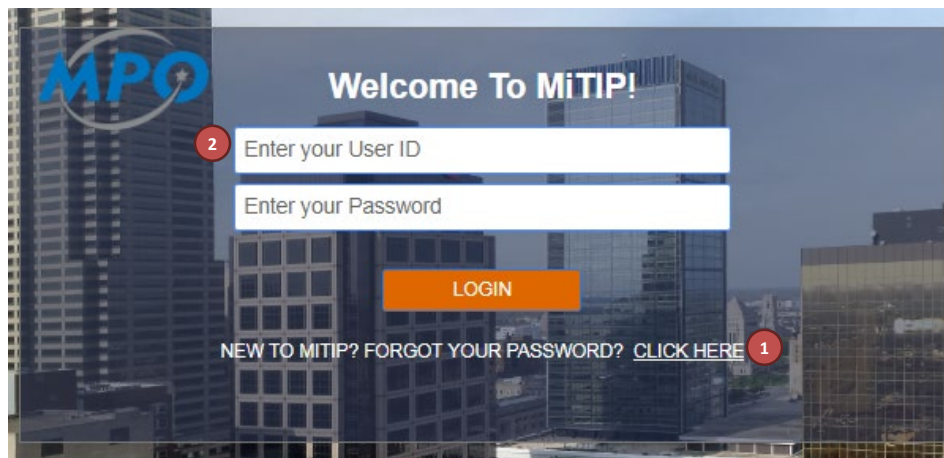 MPO
Welcome To MiTIP!
2
Enter your User ID
Enter your Password
LOGIN
NEW TO MITIP? FORGOT YOUR PASSWORD? CLICK HERE 1